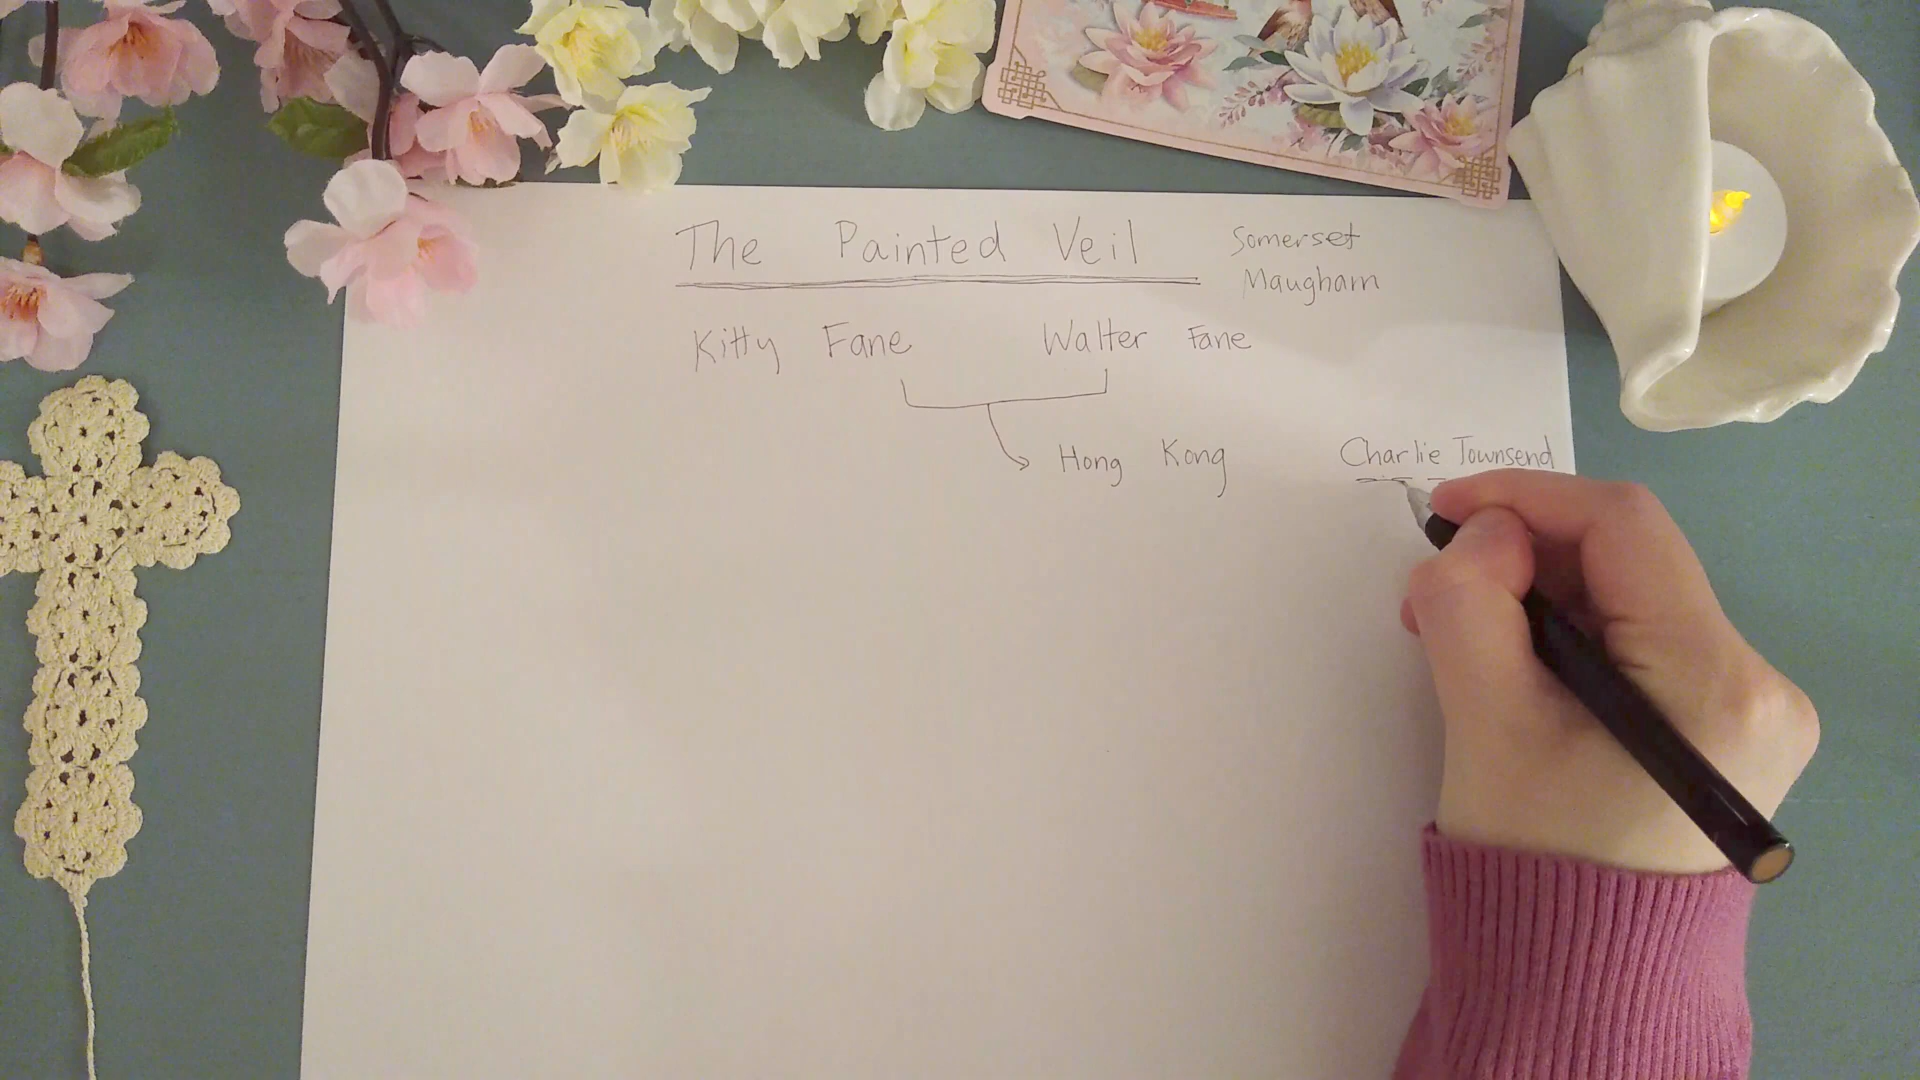 The Painted Veil
Somerset
Maugham
Kitty Fane Walter Fane
Hong Kong
Charlie Townsend